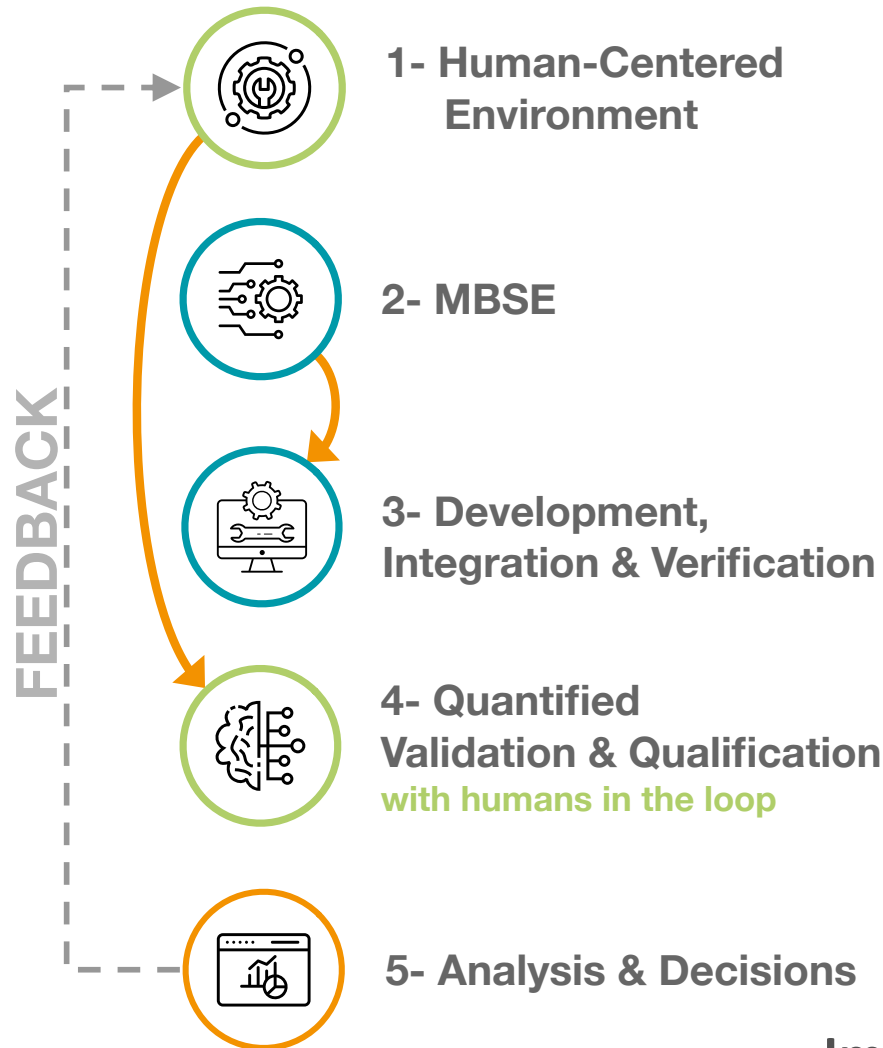 1- Human-Centered
Environment
2- MBSE
FEEDBACK
3- Development,
Integration & Verification
4- Quantified
Validation & Qualification
with humans in the loop
5- Analysis & Decisions